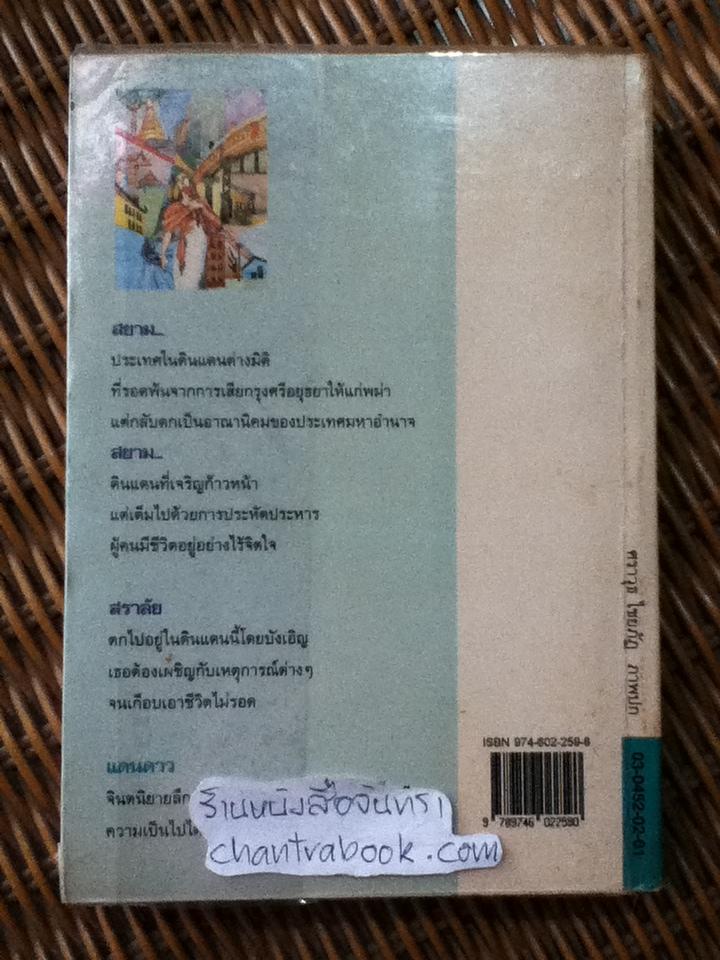 สยาม...
ประเทศในดินแดนต่างมิติ
ที่รอดพ้นจากการเสียกรุงศรีอยุธยาให้แก่พม่า
แต่กลับตกเป็นอาณานิคมของประเทศมหาอำนาจ
สยาม...
ดินแดนที่เจริญก้าวหน้า
แต่เต็มไปด้วยการประหัตประหาร
ผู้คนมีชีวิตอยู่อย่างไร้จิตใจ
สราลัย
ตกไปอยู่ในดินแดนนี้โดยบังเอิญ
เธอต้องเผชิญกับเหตุการณ์ต่างๆ
จนเกือบเอาชีวิตไม่รอด
แดนดาว
จินตนิยายลึก
ความเป็นไปได้
ร้านหนังสือจันทรา
chantrabook.com
ISBN 974-602-259-6
9 789746 022590
ภาพปก
03-0452-02-01